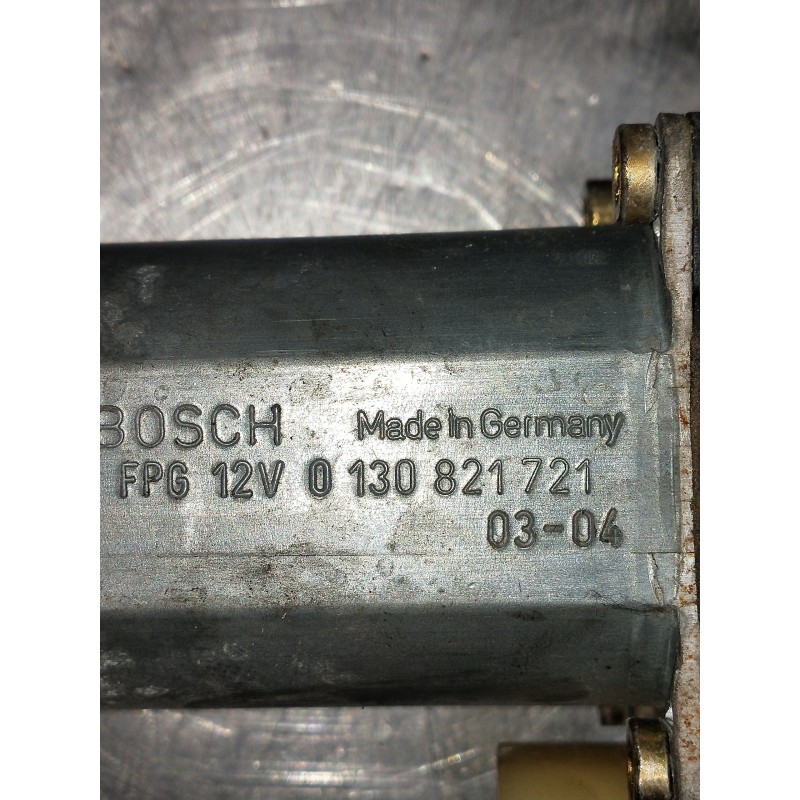 BOSCH Made in Germany
FPG 12V 0 130 821 721
03-04